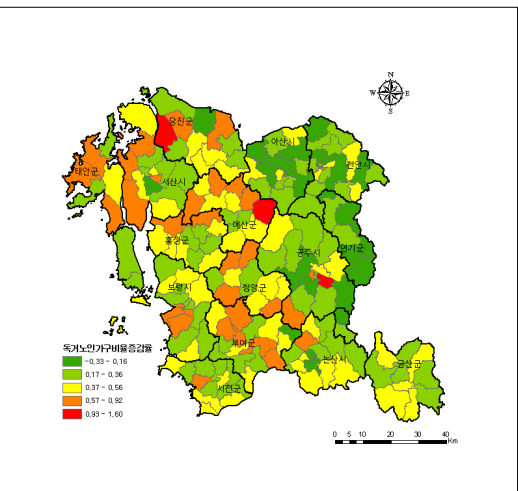 N
W E
S
당진군
아산시
천안시
태안군
서산시
예산군
홍성군
공주시
연기군
보령시
청양군
부여군
논산시
금산군
서천군
독거노인가구비율증감률
-0,33 - 0,16
0,17 - 0,36
0,37 - 0,56
0,57 - 0,92
0,93 - 1,60
0 5 10 20 30 40
Km